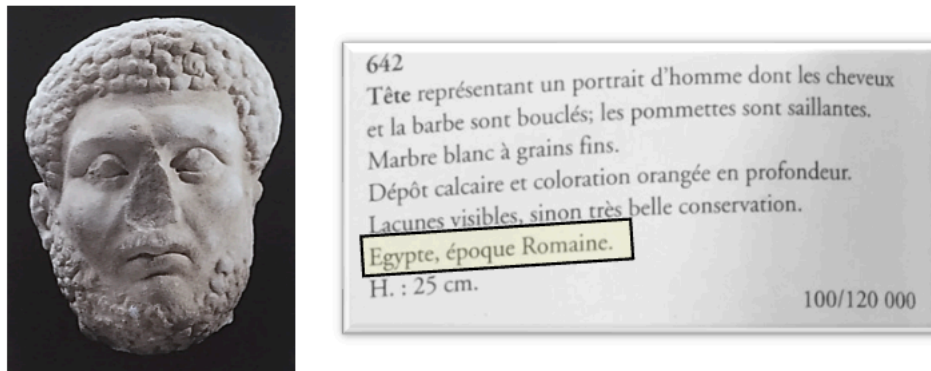 642
Tête représentant un portrait d'homme dont les cheveux
et la barbe sont bouclés; les pommettes sont saillantes.
Marbre blanc à grains fins.
Dépôt calcaire et coloration orangée en profondeur.
Lacunes visibles, sinon très belle conservation.
Egypte, époque Romaine.
H. : 25 cm.
100/120 000